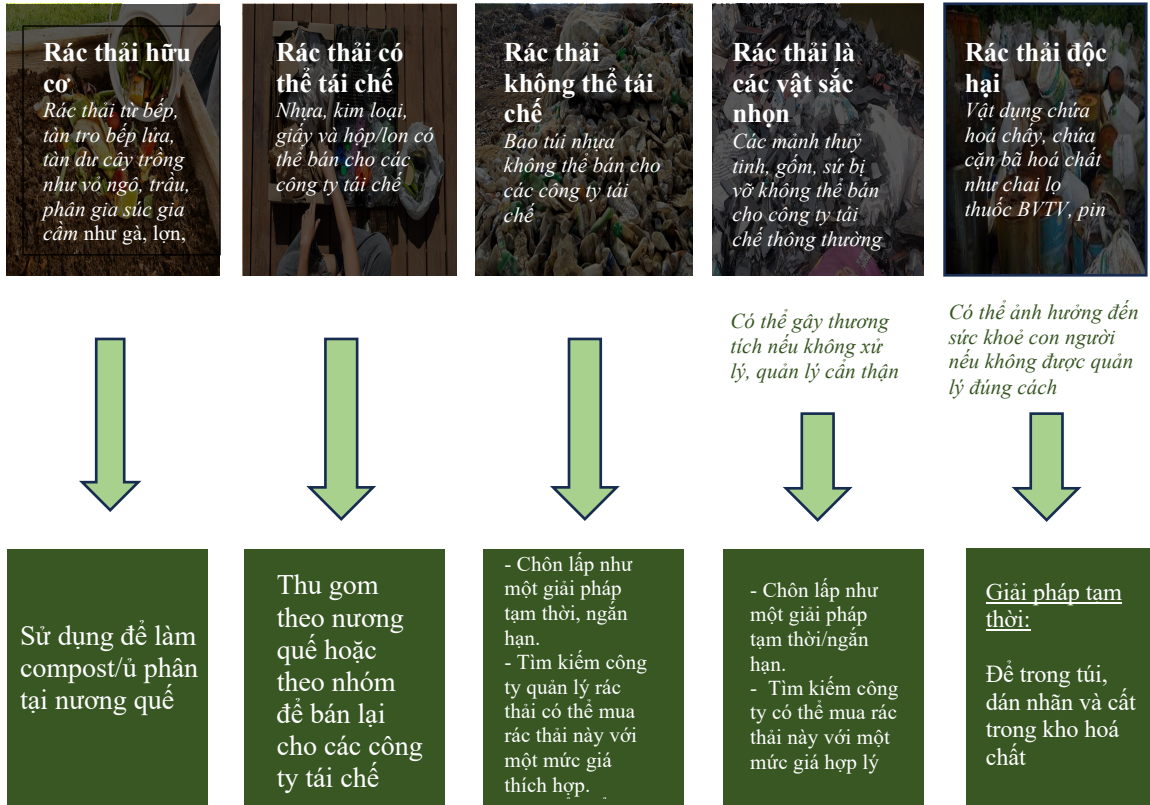 Rác thải hữu
cơ
Rác thải từ bếp,
tàn tro bếp lửa,
tàn dư cây trồng
như vỏ ngô, trấu,
phân gia súc gia
cầm như gà, lợn,
Rác thải có
thể tái chế
Nhựa, kim loại,
giấy và hộp/lon có
thể bán cho các
công ty tái chế
Rác thải
không thể tái
chế
Bao túi nhựa
không thể bán cho
các công ty tái
chế
Rác thải là
các vật sắc
nhọn
Các mảnh thuỷ
tinh, gốm, sứ bị
vỡ không thể bán
cho công ty tái
chế thông thường
Rác thải độc
hại
Vật dụng chứa
hoá chấy, chứa
cặn bã hoá chất
như chai lọ
thuốc BVTV, pin
Có thể gây thương
tích nếu không xử
lý, quản lý cẩn thận
Có thể ảnh hưởng đến
sức khoẻ con người
nếu không được quản
lý đúng cách
Sử dụng để làm
compost/ủ phân
tại nương quế
Thu gom
theo nương
quế hoặc
theo nhóm
để bán lại
cho các công
ty tái chế
- Chôn lấp như
một giải pháp
tạm thời, ngắn
hạn.
- Tìm kiếm công
ty quản lý rác
thải có thể mua
rác thải này với
một mức giá
thích hợp.
- Chôn lấp như
một giải pháp
tạm thời/ngắn
hạn.
- Tìm kiếm công
ty có thể mua rác
thải này với một
mức giá hợp lý
Giải pháp tạm
thời:
Để trong túi,
dán nhãn và cất
trong kho hoá
chất